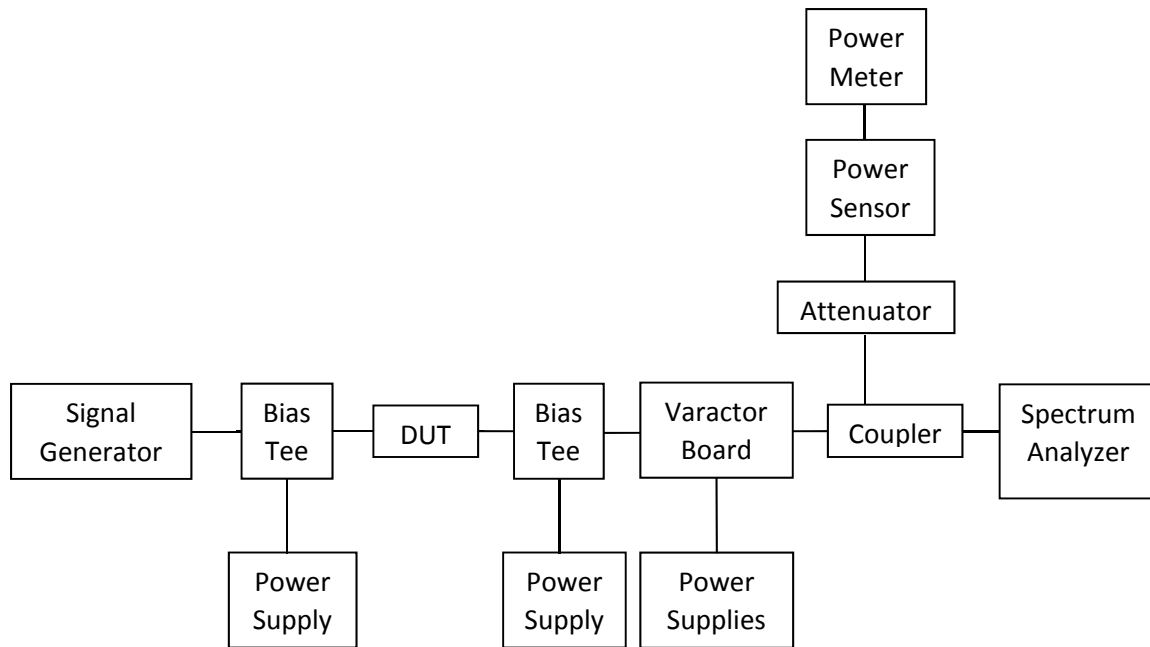 Power
Meter
Power
Sensor
Attenuator
Signal
Generator
Bias
Tee
DUT
Bias
Tee
Varactor
Board
Coupler
Spectrum
Analyzer
Power
Supply
Power
Supply
Power
Supplies